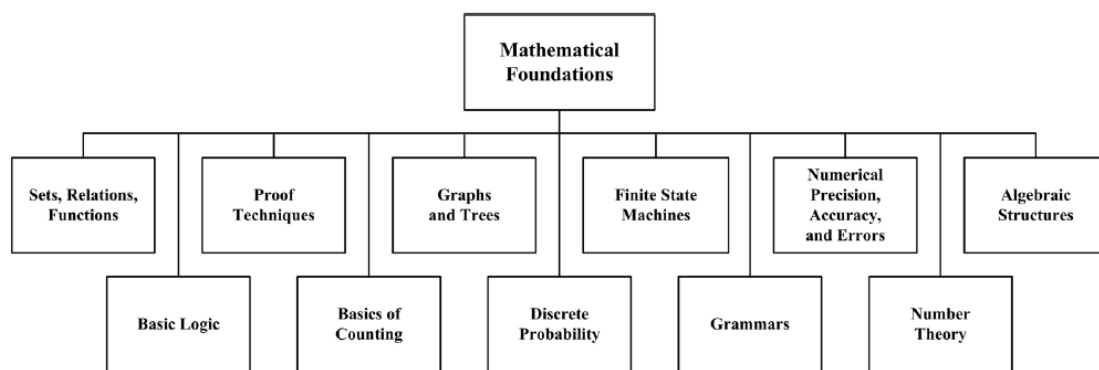 Mathematical
Foundations
Sets, Relations,
Functions
Proof
Techniques
Graphs
and Trees
Finite State
Machines
Numerical
Precision,
Accuracy,
and Errors
Algebraic
Structures
Basic Logic
Basics of
Counting
Discrete
Probability
Grammars
Number
Theory